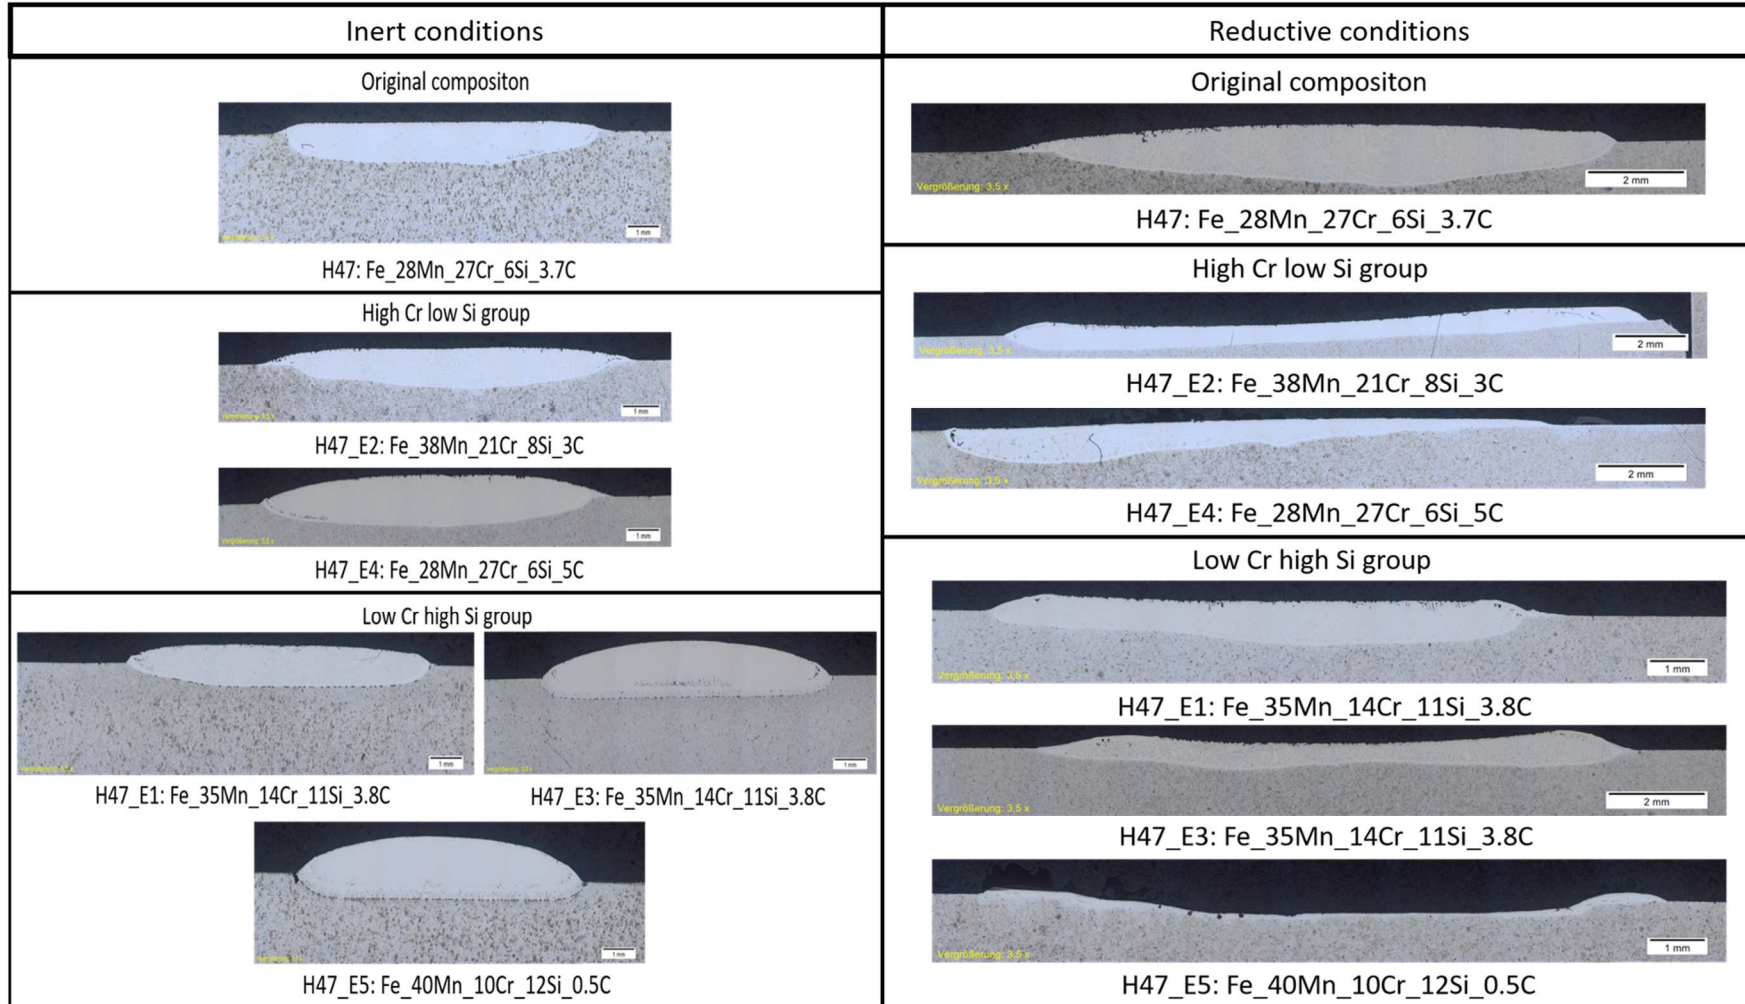 Inert conditions
Original compositon
1 mm
H47: Fe_28Mn_27Cr_6Si_3.7C
High Cr low Si group
1 mm
H47_E2: Fe_38Mn_21Cr_8Si_3C
1 mm
H47_E4: Fe_28Mn_27Cr_6Si_5C
Low Cr high Si group
1 mm
1 mm
H47_E1: Fe_35Mn_14Cr_11Si_3.8C
H47_E3: Fe_35Mn_14Cr_11Si_3.8C
1 mm
H47_E5: Fe_40Mn_10Cr_12Si_0.5C
Reductive conditions
Original compositon
Vergrößerung: 3,5 x
2 mm
H47: Fe_28Mn_27Cr_6Si_3.7C
High Cr low Si group
Vergrößerung: 3,5 x
2 mm
H47_E2: Fe_38Mn_21Cr_8Si_3C
Vergrößerung: 3,5 x
2 mm
H47_E4: Fe_28Mn_27Cr_6Si_5C
Low Cr high Si group
Vergrößerung: 3,5 x
1 mm
H47_E1: Fe_35Mn_14Cr_11Si_3.8C
Vergrößerung: 3,5 x
2 mm
H47_E3: Fe_35Mn_14Cr_11Si_3.8C
Vergrößerung: 3,5 x
1 mm
H47_E5: Fe_40Mn_10Cr_12Si_0.5C